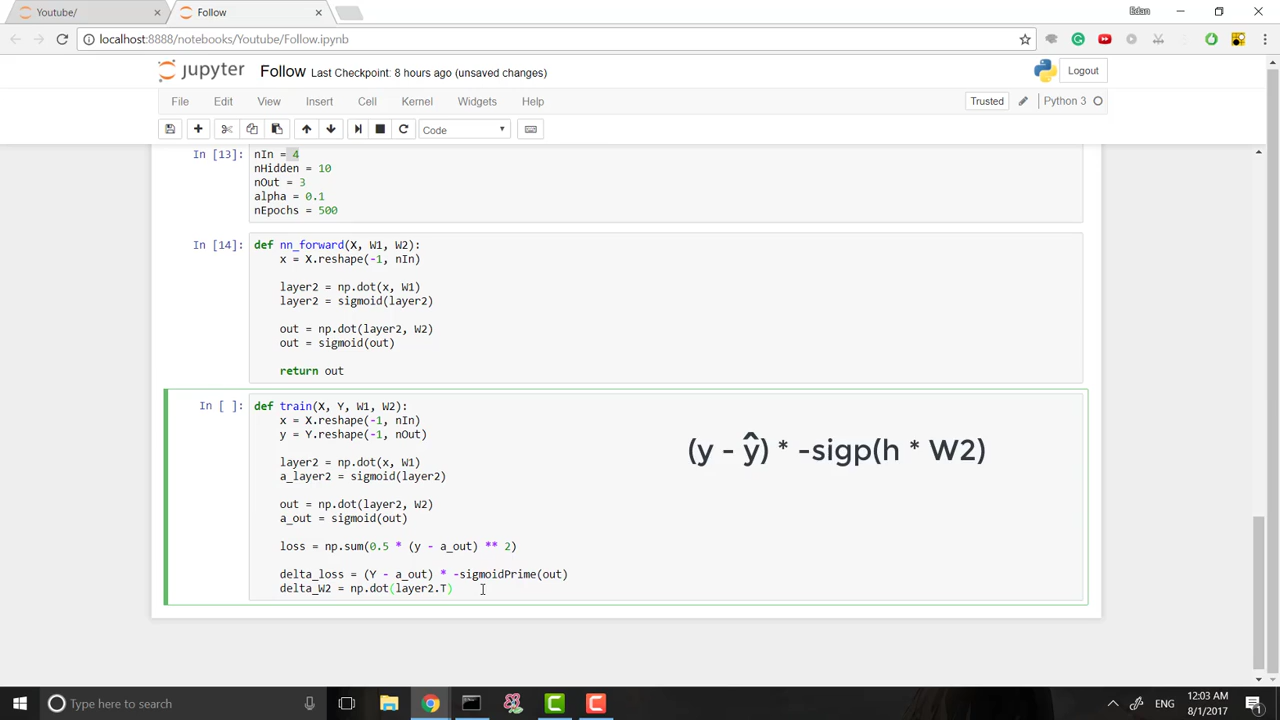 Youtube/
Follow
Edan
localhost:8888/notebooks/Youtube/Follow.ipynb
jupyter Follow Last Checkpoint: 8 hours ago (unsaved changes)
Logout
File Edit View Insert Cell Kernel Widgets Help
Trusted Python 3
Code
In [13]: nIn = 4
nHidden = 10
nOut = 3
alpha = 0.1
nEpochs = 500
In [14]: def nn_forward(X, W1, W2):
x = X.reshape(-1, nIn)
layer2 = np.dot(x, W1)
layer2 = sigmoid(layer2)
out = np.dot(layer2, W2)
out = sigmoid(out)
return out
In [ ]: def train(X, Y, W1, W2):
x = X.reshape(-1, nIn)
y = Y.reshape(-1, nOut)
(y - ŷ) * -sigp(h * W2)
layer2 = np.dot(x, W1)
a_layer2 = sigmoid(layer2)
out = np.dot(layer2, W2)
a_out = sigmoid(out)
loss = np.sum(0.5 * (y - a_out) ** 2)
delta_loss = (Y - a_out) * -sigmoidPrime(out)
delta_W2 = np.dot(layer2.T)
Type here to search
ENG
12:03 AM
8/1/2017
1